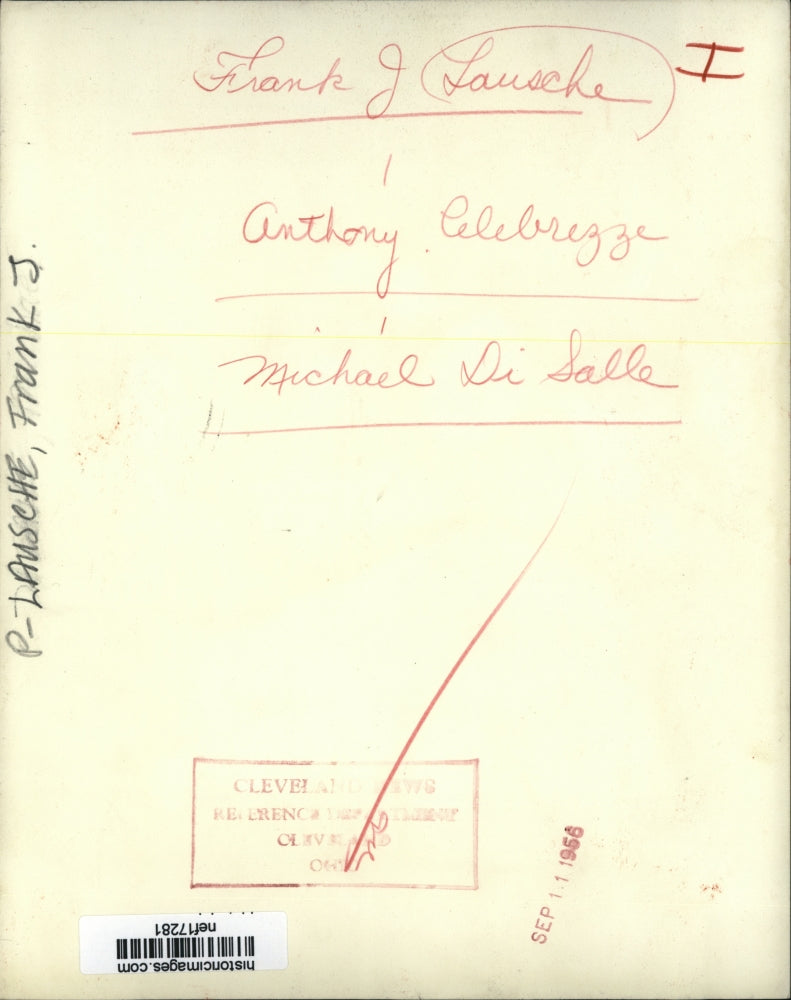 Frank J Lausche
I
Anthony Celebrezze
Michael Di Salle
P-LAUSCHE, Frank J.
CLEVELAND NEWS
REFERENCE DEPARTMENT
CLEVELAND
SEP 11 1956
historicimages.com
nef17281